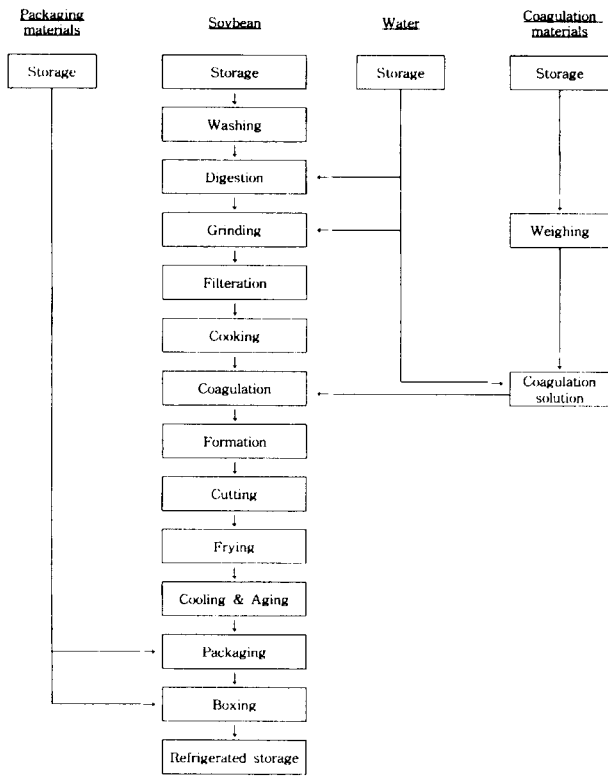 Packaging materials
Soybean
Water
Coagulation materials
Storage
Storage
Storage
Storage
Washing
Digestion
Grinding
Weighing
Filteration
Cooking
Coagulation
Coagulation
solution
Formation
Cutting
Frying
Cooling & Aging
Packaging
Boxing
Refrigerated storage